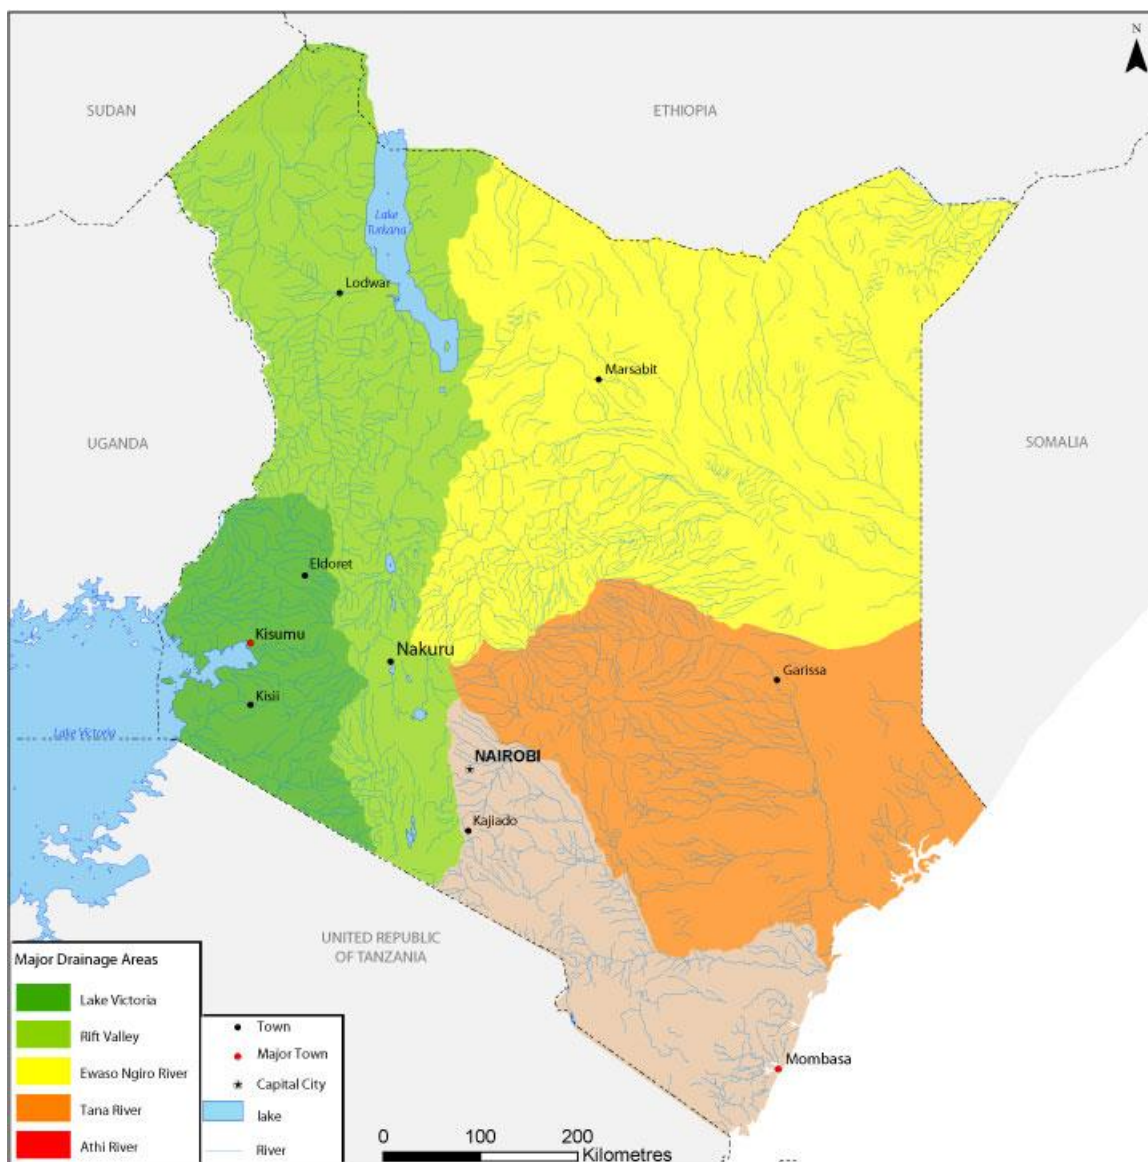 N
SUDAN
ETHIOPIA
Lake
Turkana
Lodwar
Marsabit
UGANDA
SOMALIA
Eldoret
Kisumu
Nakuru
Garissa
Kisii
Lake Victoria
NAIROBI
Kajiado
UNITED REPUBLIC
OF TANZANIA
Mombasa
Major Drainage Areas
Lake Victoria
Rift Valley
Ewaso Ngiro River
Tana River
Athi River
Town
Major Town
Capital City
lake
River
0 100 200
Kilometres